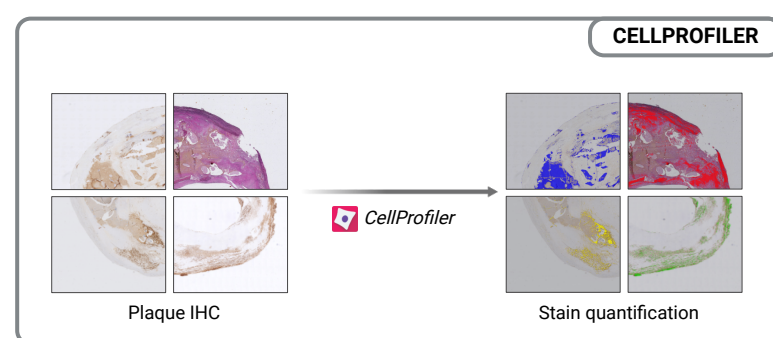 CELLPROFILER
CellProfiler
Plaque IHC
Stain quantification